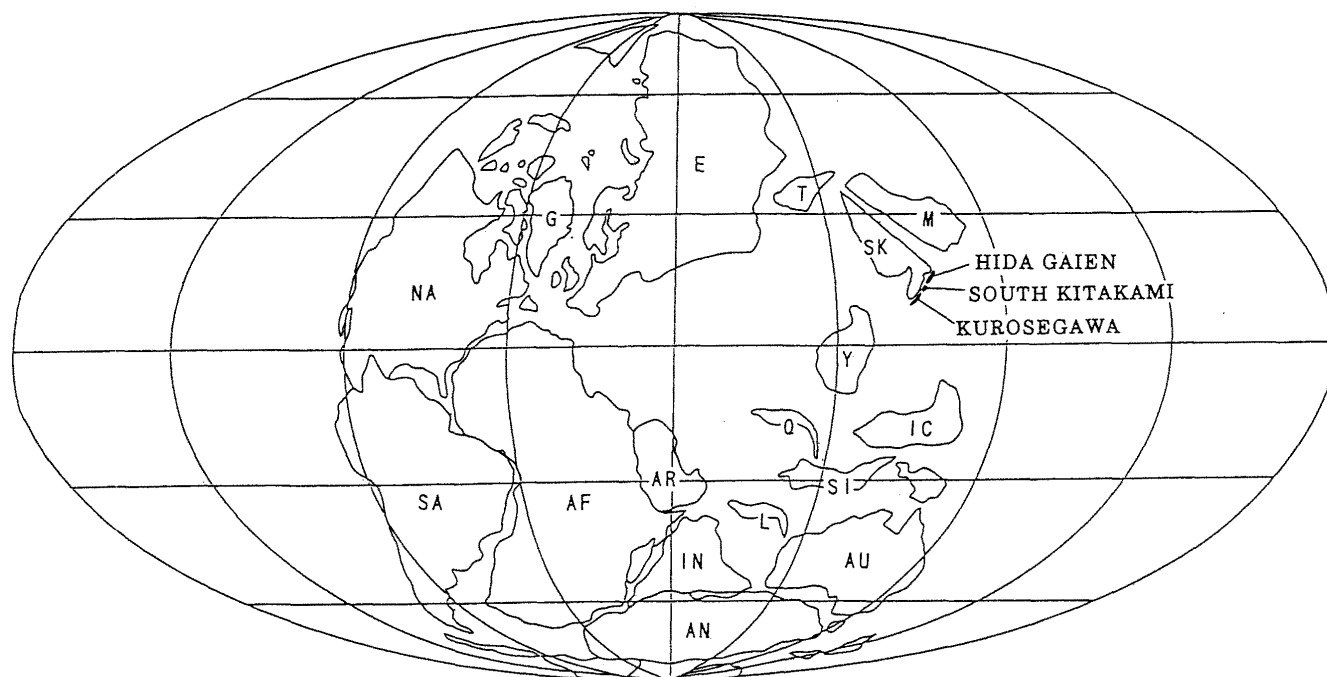 E
T
M
G
SK
HIDA GAIEN
NA
SOUTH KITAKAMI
KUROSEGAWA
Y
Q
IC
AR
SI
SA
AF
L
IN
AU
AN